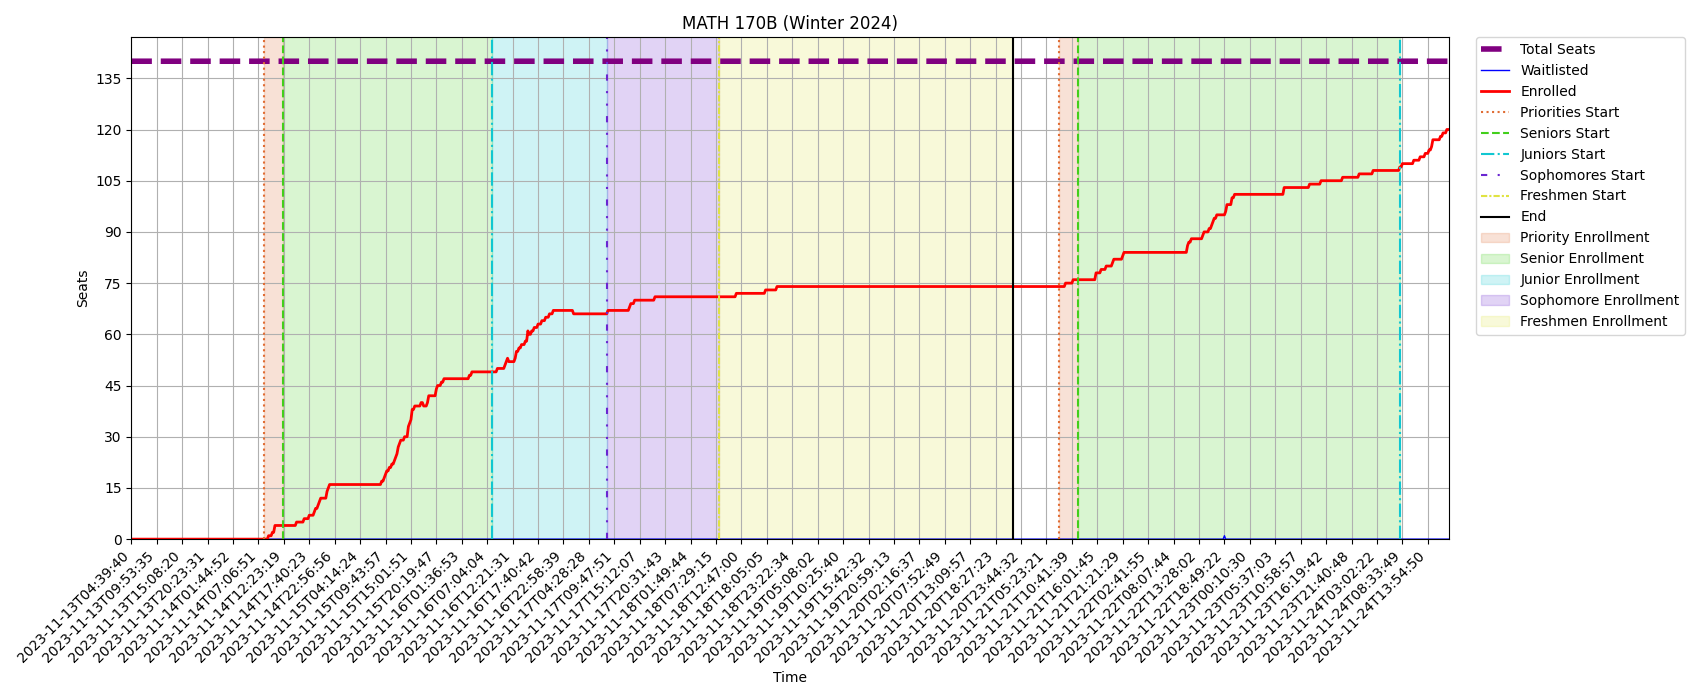 MATH 170B (Winter 2024)
Seats
135
120
105
90
75
60
45
30
15
0
2023-11-13T04:39:40
2023-11-13T09:53:35
2023-11-13T15:08:20
2023-11-13T20:23:31
2023-11-14T01:44:52
2023-11-14T07:06:51
2023-11-14T12:23:19
2023-11-14T17:40:23
2023-11-14T22:56:56
2023-11-15T04:14:24
2023-11-15T09:43:57
2023-11-15T15:01:51
2023-11-15T20:19:47
2023-11-16T01:36:53
2023-11-16T07:04:04
2023-11-16T12:21:31
2023-11-16T17:40:42
2023-11-16T22:58:39
2023-11-17T04:28:28
2023-11-17T09:47:51
2023-11-17T15:12:07
2023-11-17T20:31:43
2023-11-18T01:49:44
2023-11-18T07:29:15
2023-11-18T12:47:00
2023-11-18T18:05:05
2023-11-18T23:22:34
2023-11-19T05:08:02
2023-11-19T10:25:40
2023-11-19T15:42:32
2023-11-19T20:59:13
2023-11-20T02:16:37
2023-11-20T07:52:49
2023-11-20T13:09:57
2023-11-20T18:27:23
2023-11-20T23:44:32
2023-11-21T05:23:21
2023-11-21T10:41:39
2023-11-21T16:01:45
2023-11-21T21:21:29
2023-11-22T02:41:55
2023-11-22T08:07:44
2023-11-22T13:28:02
2023-11-22T18:49:22
2023-11-23T00:10:30
2023-11-23T05:37:03
2023-11-23T10:58:57
2023-11-23T16:19:42
2023-11-23T21:40:48
2023-11-24T03:02:22
2023-11-24T08:33:49
2023-11-24T13:54:50
Time
Total Seats
Waitlisted
Enrolled
Priorities Start
Seniors Start
Juniors Start
Sophomores Start
Freshmen Start
End
Priority Enrollment
Senior Enrollment
Junior Enrollment
Sophomore Enrollment
Freshmen Enrollment